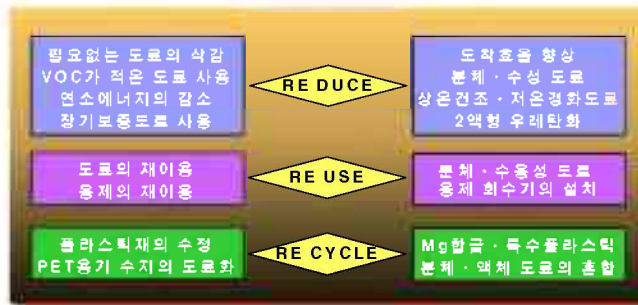 필요없는 도료의 삭감
VOC가 적은 도료 사용
연소에너지의 감소
장기보증도료 사용
RE DUCE
도착효율 향상
분체·수성 도료
상온건조·저온경화도료
2액형 우레탄화
도료의 재이용
용제의 재이용
RE USE
분체·수용성 도료
용제 회수기의 설치
플라스틱재의 수정
PET용기 수지의 도료화
RE CYCLE
Mg합금·특수플라스틱
분체·액체 도료의 혼합